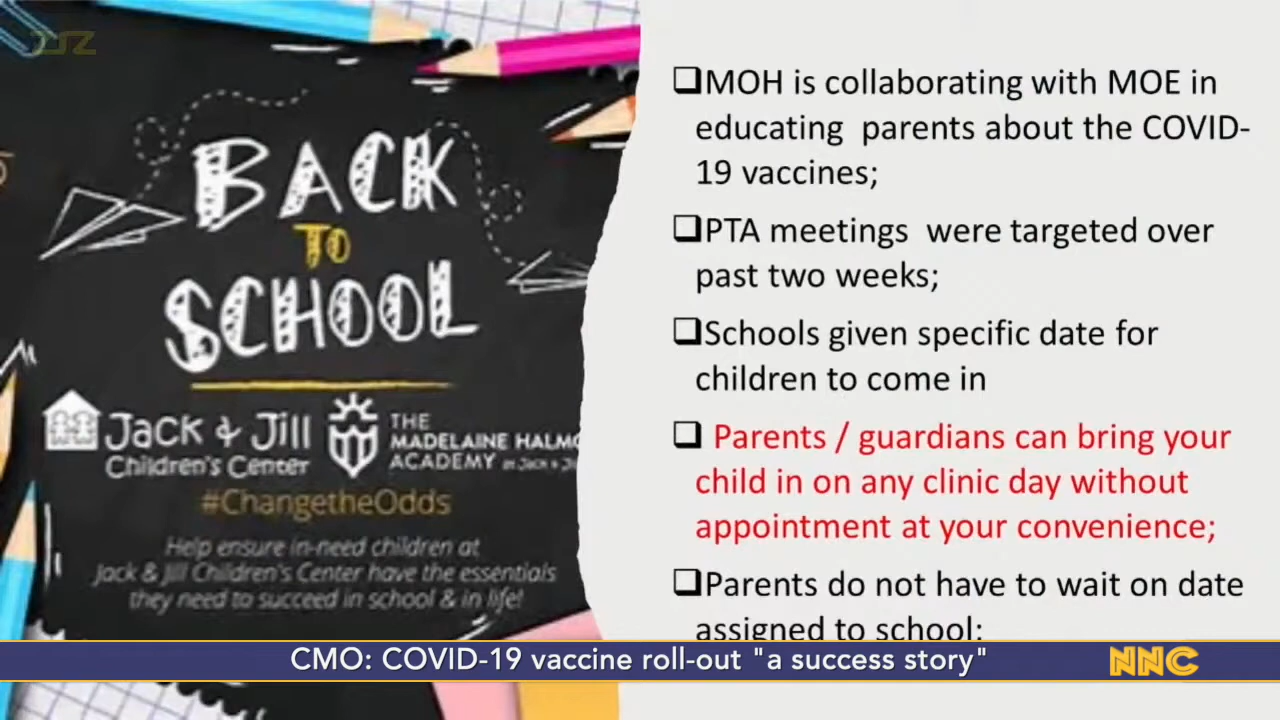 BACK
TO
SCHOOL
Jack & Jill
Children's Center
THE
MADELAINE HALMO
ACADEMY
#ChangetheOdds
Help ensure in-need children at
Jack & Jill Children's Center have the essentials
they need to succeed in school & in life!
❑MOH is collaborating with MOE in
educating parents about the COVID-
19 vaccines;
❑PTA meetings were targeted over
past two weeks;
❑Schools given specific date for
children to come in
❑ Parents / guardians can bring your
child in on any clinic day without
appointment at your convenience;
❑Parents do not have to wait on date
assigned to school;
CMO: COVID-19 vaccine roll-out "a success story"
NNC